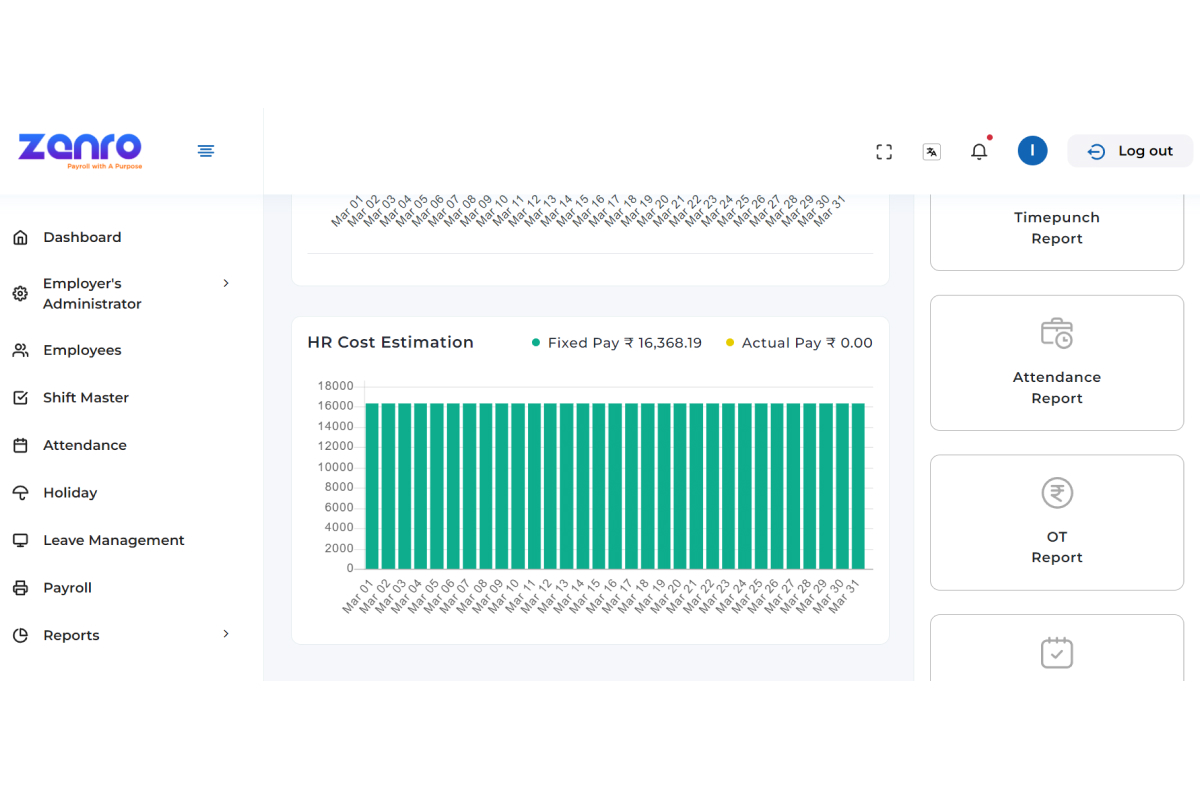 zanro
Payroll with A Purpose
I
Log out
Dashboard
Employer's
Administrator
Employees
Shift Master
Attendance
Holiday
Leave Management
Payroll
Reports
Mar 01 Mar 02 Mar 03 Mar 04 Mar 05 Mar 06 Mar 07 Mar 08 Mar 09 Mar 10 Mar 11 Mar 12 Mar 13 Mar 14 Mar 15 Mar 16 Mar 17 Mar 18 Mar 19 Mar 20 Mar 21 Mar 22 Mar 23 Mar 24 Mar 25 Mar 26 Mar 27 Mar 28 Mar 29 Mar 30 Mar 31
HR Cost Estimation
Fixed Pay ₹ 16,368.19
Actual Pay ₹ 0.00
18000
16000
14000
12000
10000
8000
6000
4000
2000
0
Mar 01 Mar 02 Mar 03 Mar 04 Mar 05 Mar 06 Mar 07 Mar 08 Mar 09 Mar 10 Mar 11 Mar 12 Mar 13 Mar 14 Mar 15 Mar 16 Mar 17 Mar 18 Mar 19 Mar 20 Mar 21 Mar 22 Mar 23 Mar 24 Mar 25 Mar 26 Mar 27 Mar 28 Mar 29 Mar 30 Mar 31
Timepunch
Report
Attendance
Report
₹
OT
Report